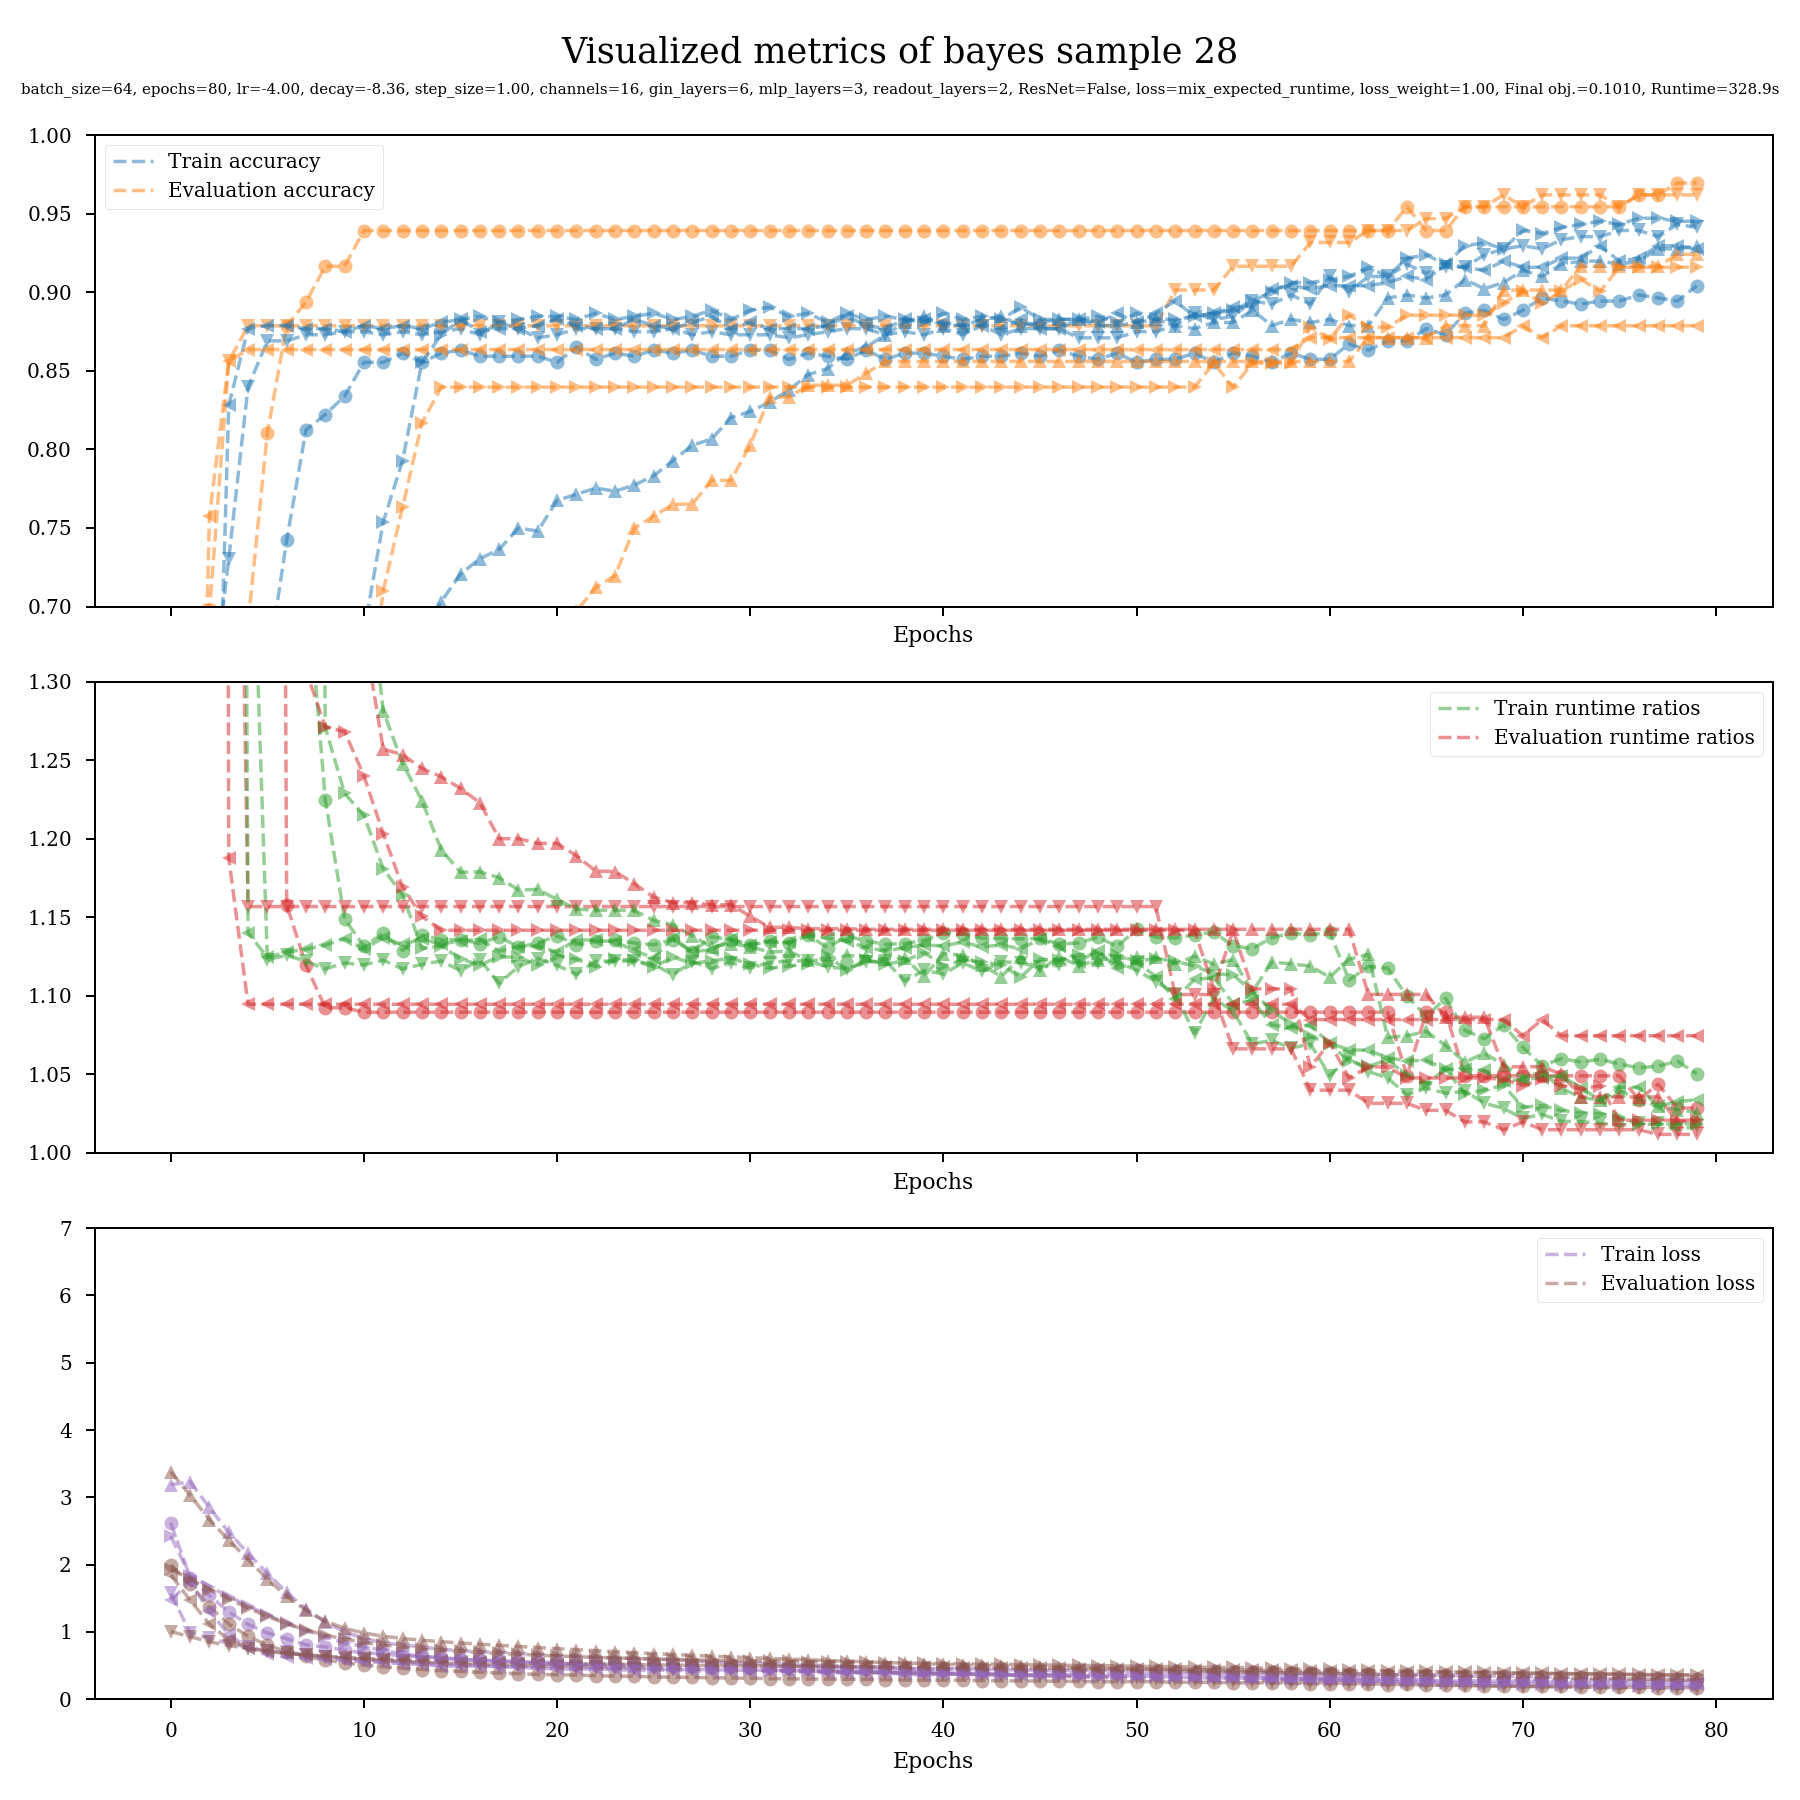 Visualized metrics of bayes sample 28
batch_size=64, epochs=80, lr=-4.00, decay=-8.36, step_size=1.00, channels=16, gin_layers=6, mlp_layers=3, readout_layers=2, ResNet=False, loss=mix_expected_runtime, loss_weight=1.00, Final obj.=0.1010, Runtime=328.9s
1.00
0.95
0.90
0.85
0.80
0.75
0.70
Train accuracy
Evaluation accuracy
Epochs
1.30
1.25
1.20
1.15
1.10
1.05
1.00
Train runtime ratios
Evaluation runtime ratios
Epochs
7
6
5
4
3
2
1
0
Train loss
Evaluation loss
0 10 20 30 40 50 60 70 80
Epochs